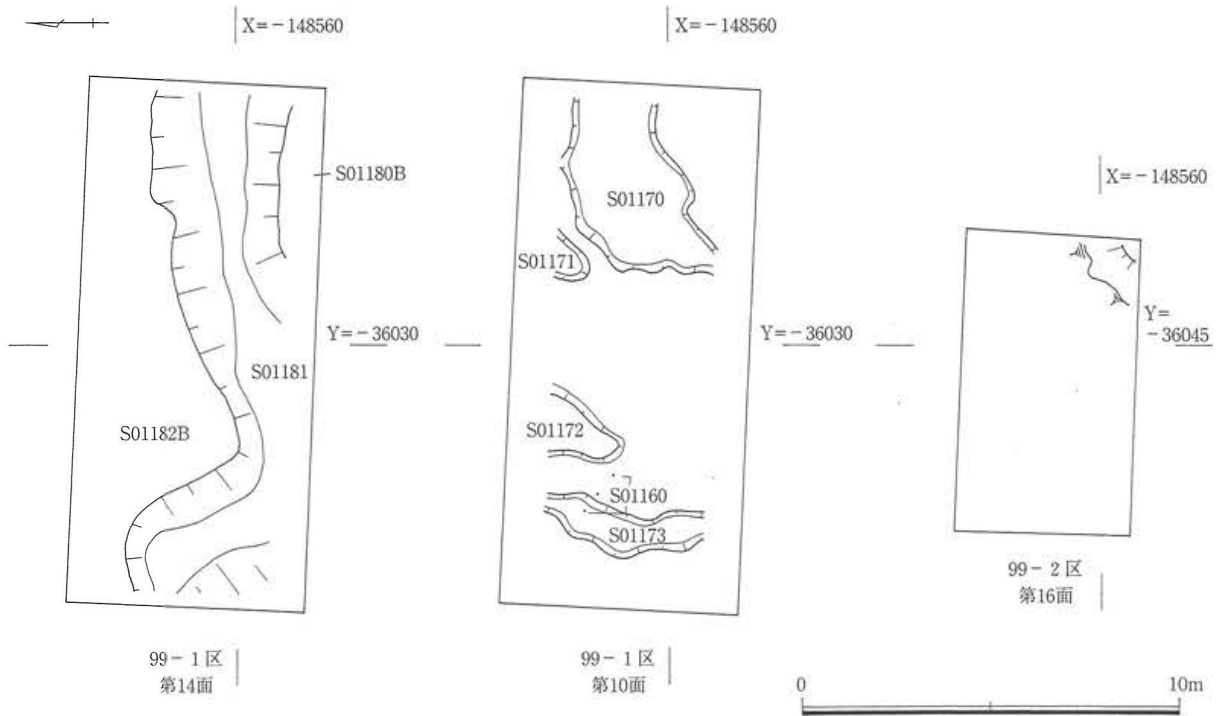 X=-148560
S01180B
Y=-36030
S01181
S01182B
99-1区
第14面
X=-148560
S01170
S01171
Y=-36030
S01172
S01160
S01173
99-1区
第10面
X=-148560
Y=
-36045
99-2区
第16面
0 10m